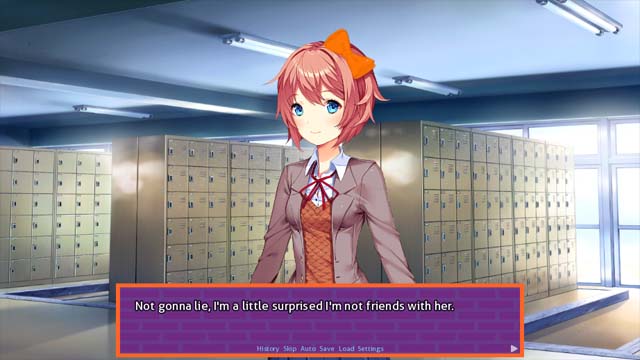 Not gonna lie, I'm a little surprised I'm not friends with her.
History Skip Auto Save Load Settings